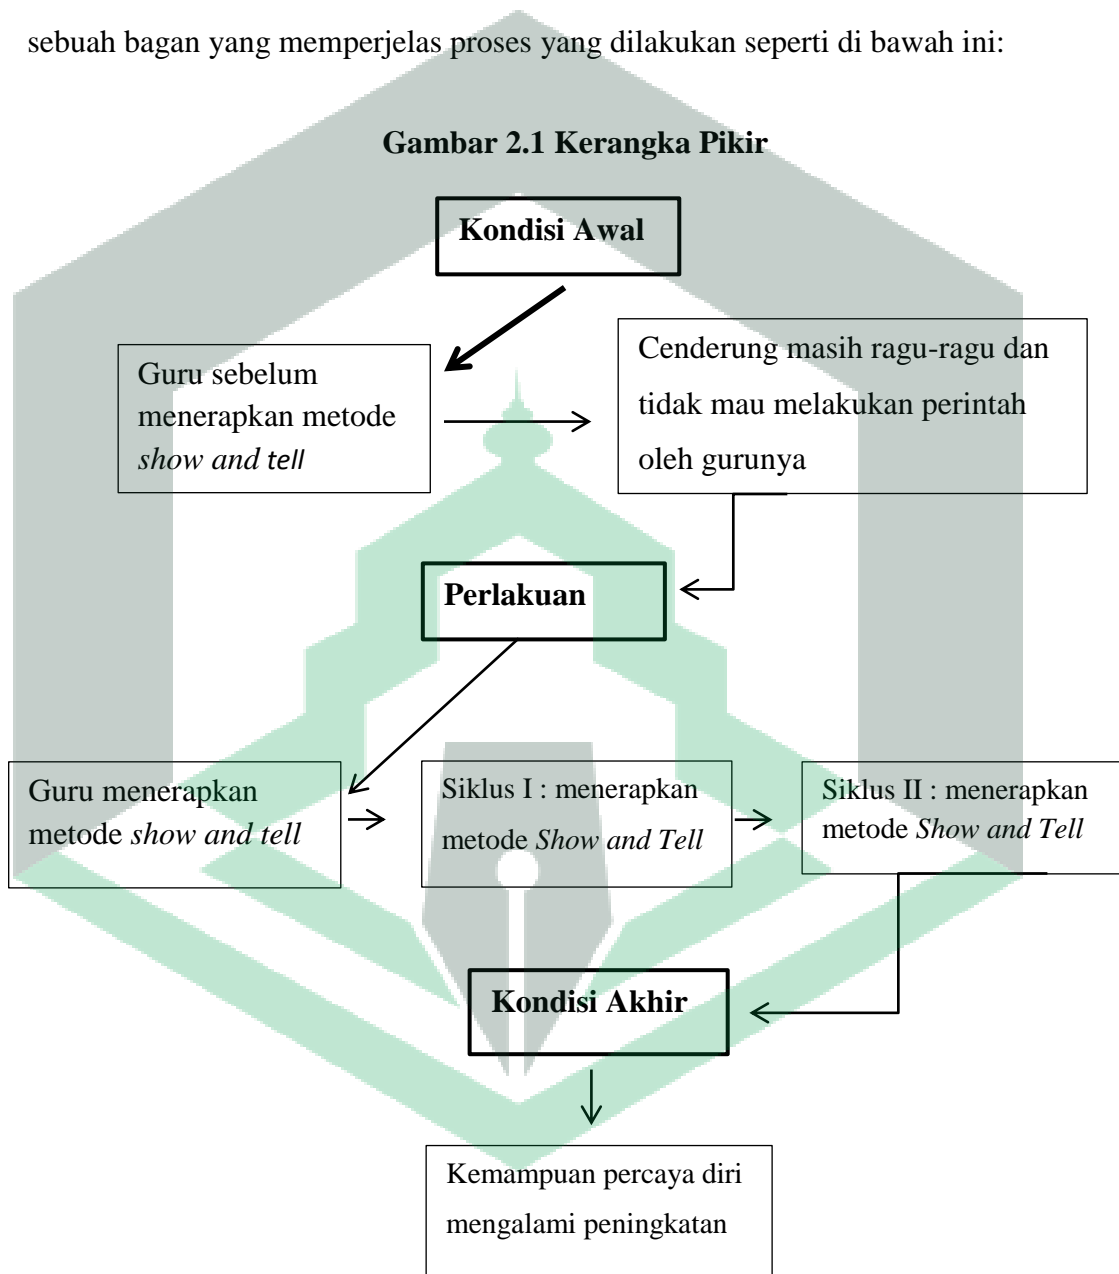 sebuah bagan yang memperjelas proses yang dilakukan seperti di bawah ini:
Gambar 2.1 Kerangka Pikir
Kondisi Awal
Guru sebelum
menerapkan metode
show and tell
Cenderung masih ragu-ragu dan
tidak mau melakukan perintah
oleh gurunya
Perlakuan
Guru menerapkan
metode show and tell
Siklus I : menerapkan
metode Show and Tell
Siklus II : menerapkan
metode Show and Tell
Kondisi Akhir
Kemampuan percaya diri
mengalami peningkatan